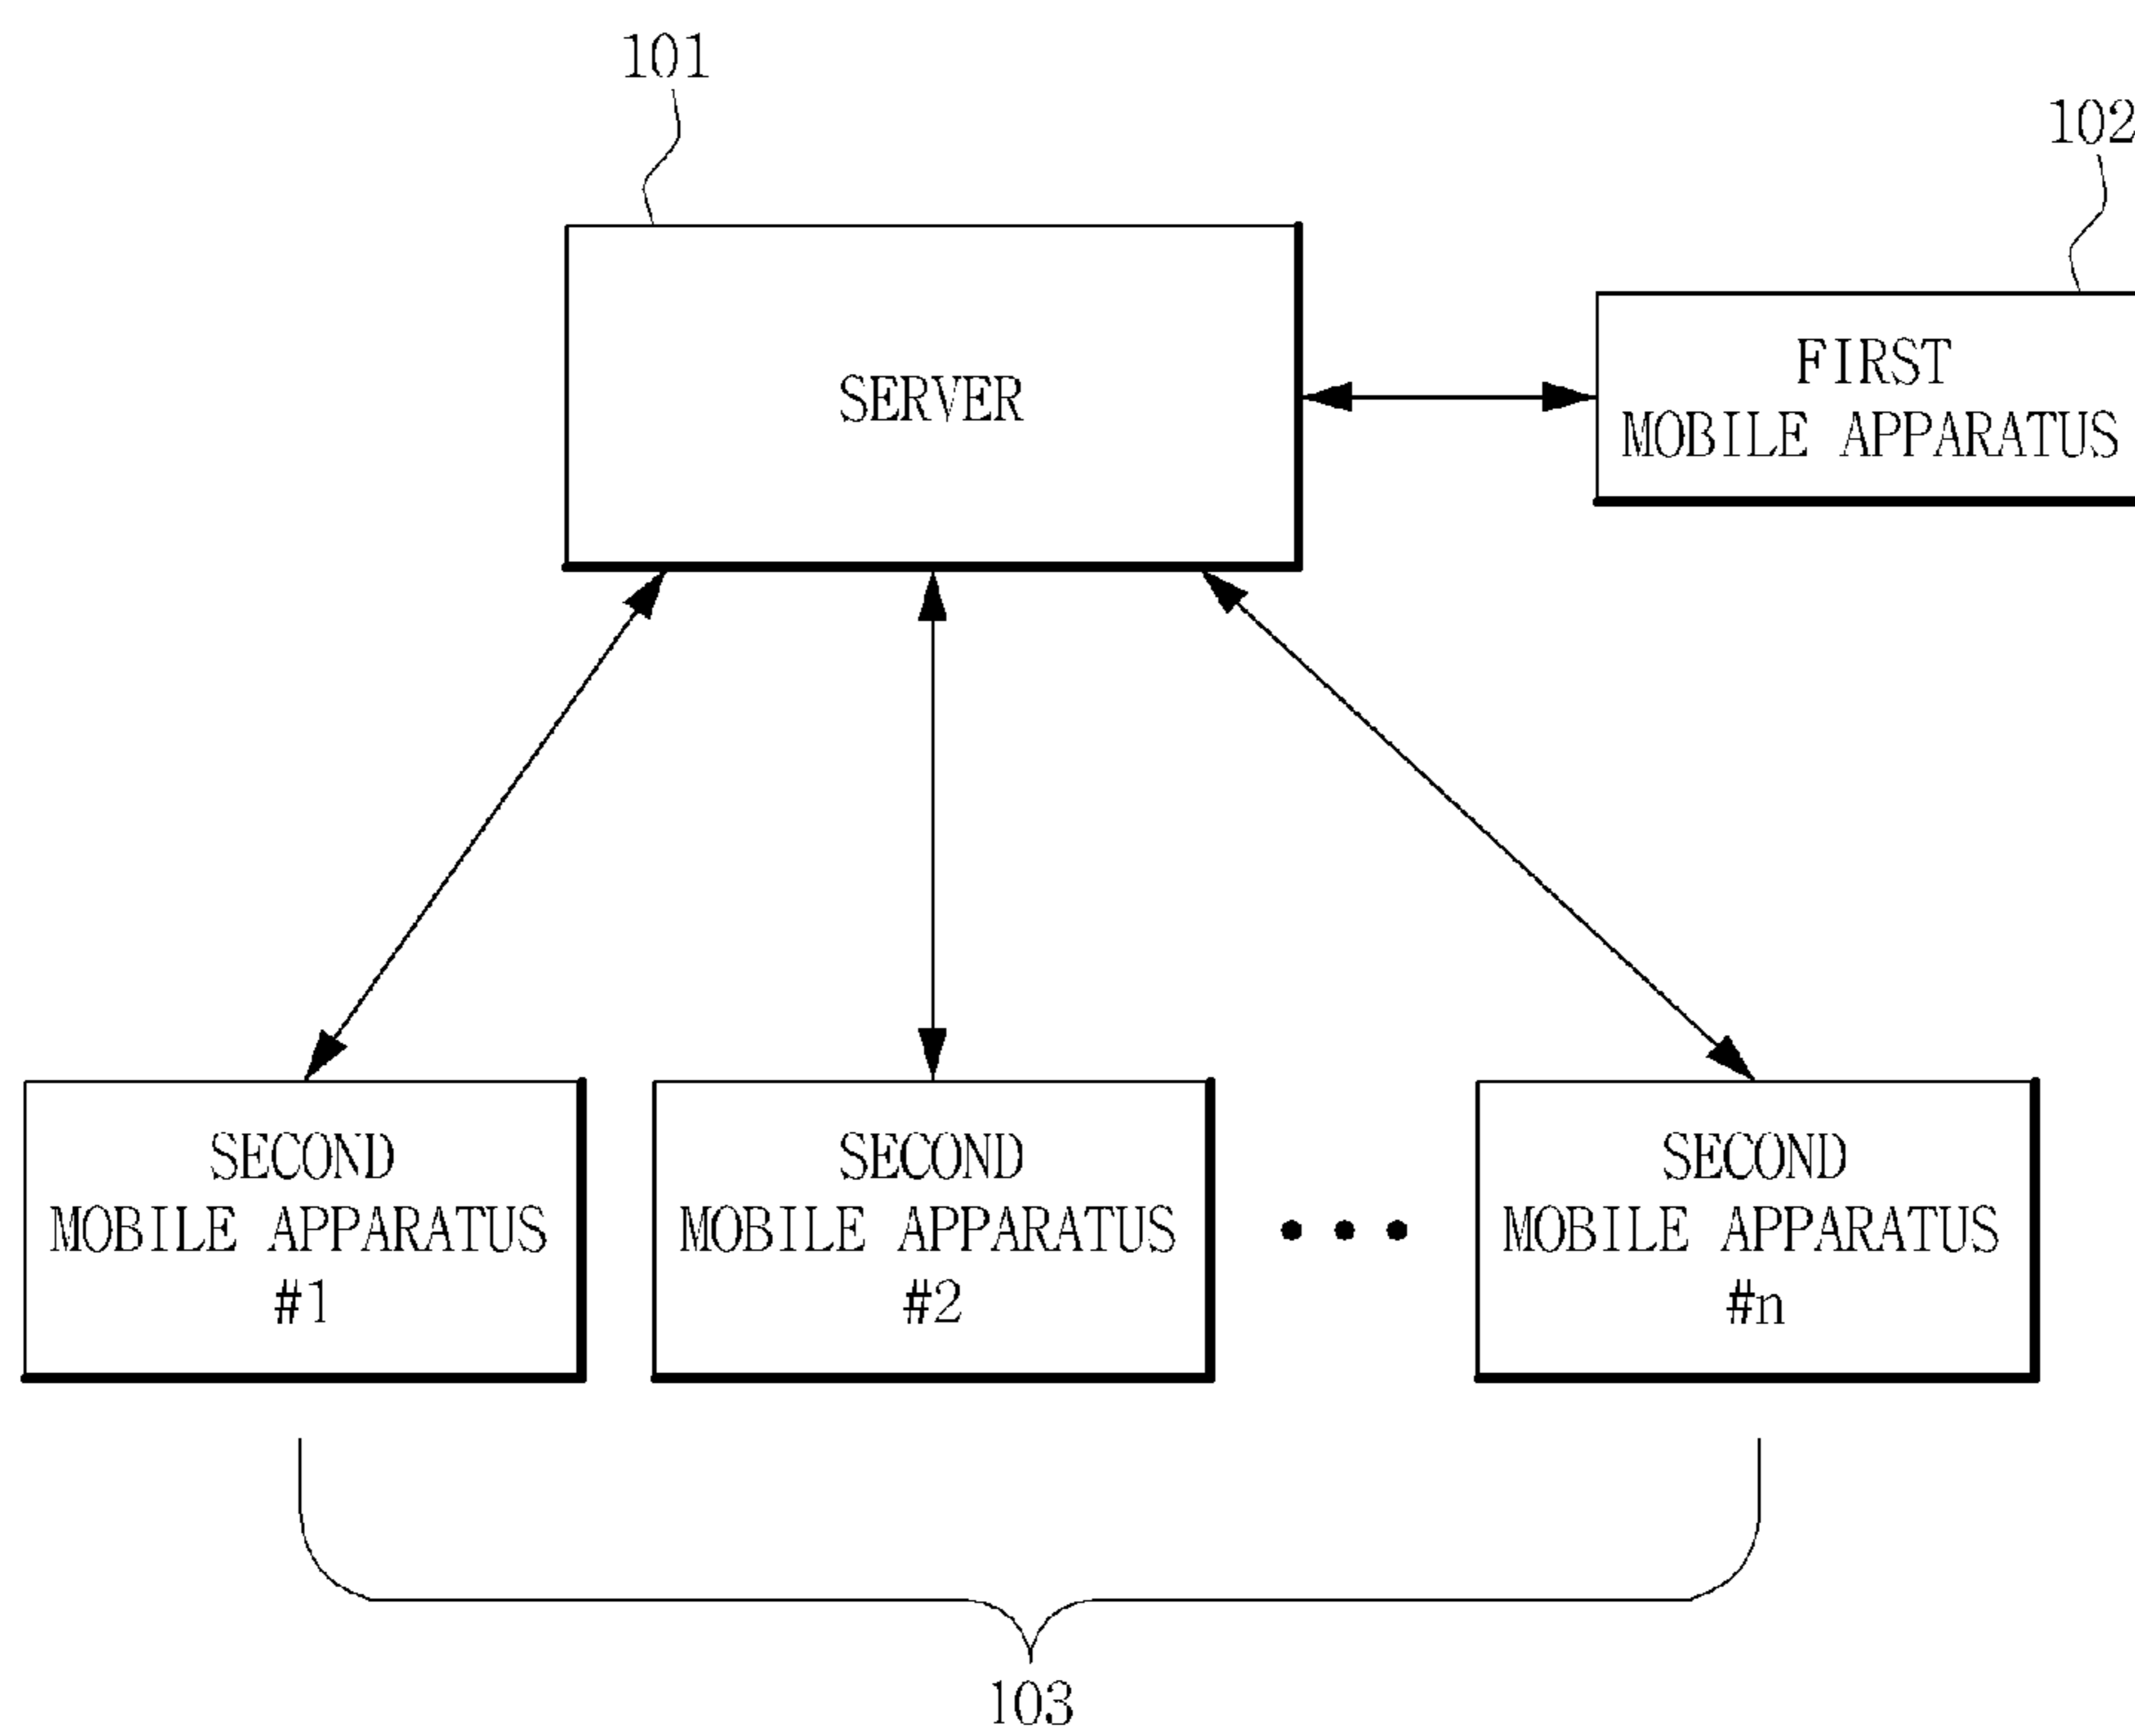 101
102
SERVER
FIRST
MOBILE APPARATUS
SECOND
MOBILE APPARATUS
#1
SECOND
MOBILE APPARATUS
#2
SECOND
MOBILE APPARATUS
#n
103